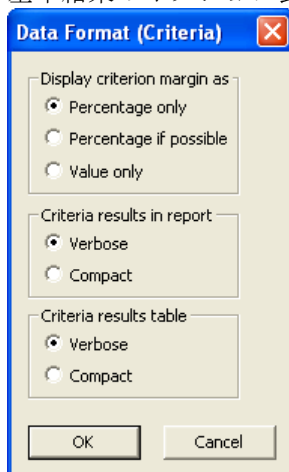 Data Format (Criteria)
Display criterion margin as
Percentage only
Percentage if possible
Value only
Criteria results in report
Verbose
Compact
Criteria results table
Verbose
Compact
OK
Cancel